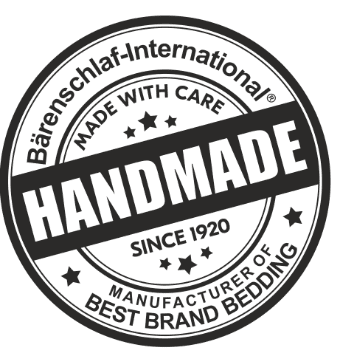 Bärenschlaf-International®
MADE WITH CARE
HANDMADE
SINCE 1920
MANUFACTURER OF
BEST BRAND BEDDING